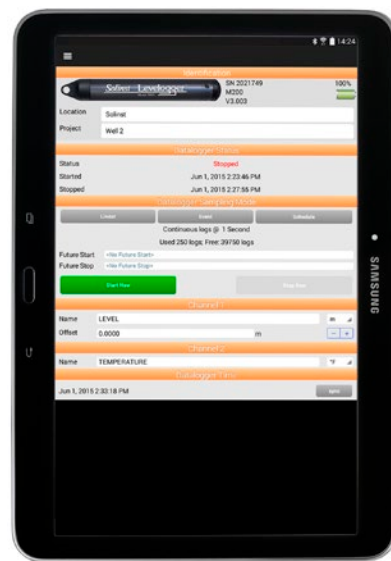 14:24
Identification
Solinst Levelogger
SN 2021749
100%
M200
V3.003
Location Solinst
Project Well 2
Datalogger Status
Status Stopped
Started Jun 1, 2015 2:23:46 PM
Stopped Jun 1, 2015 2:27:55 PM
Datalogger Sampling Mode
Linear Event Schedule
Continuous logs @ 1 Second
Used 250 logs; Free: 39750 logs
Future Start <No Future Start>
Future Stop <No Future Stop>
Start Now Stop Now
Channel 1
Name LEVEL m
Offset 0.0000 m - +
Channel 2
Name TEMPERATURE °F
Datalogger Time
Jun 1, 2015 2:33:18 PM sync
SAMSUNG